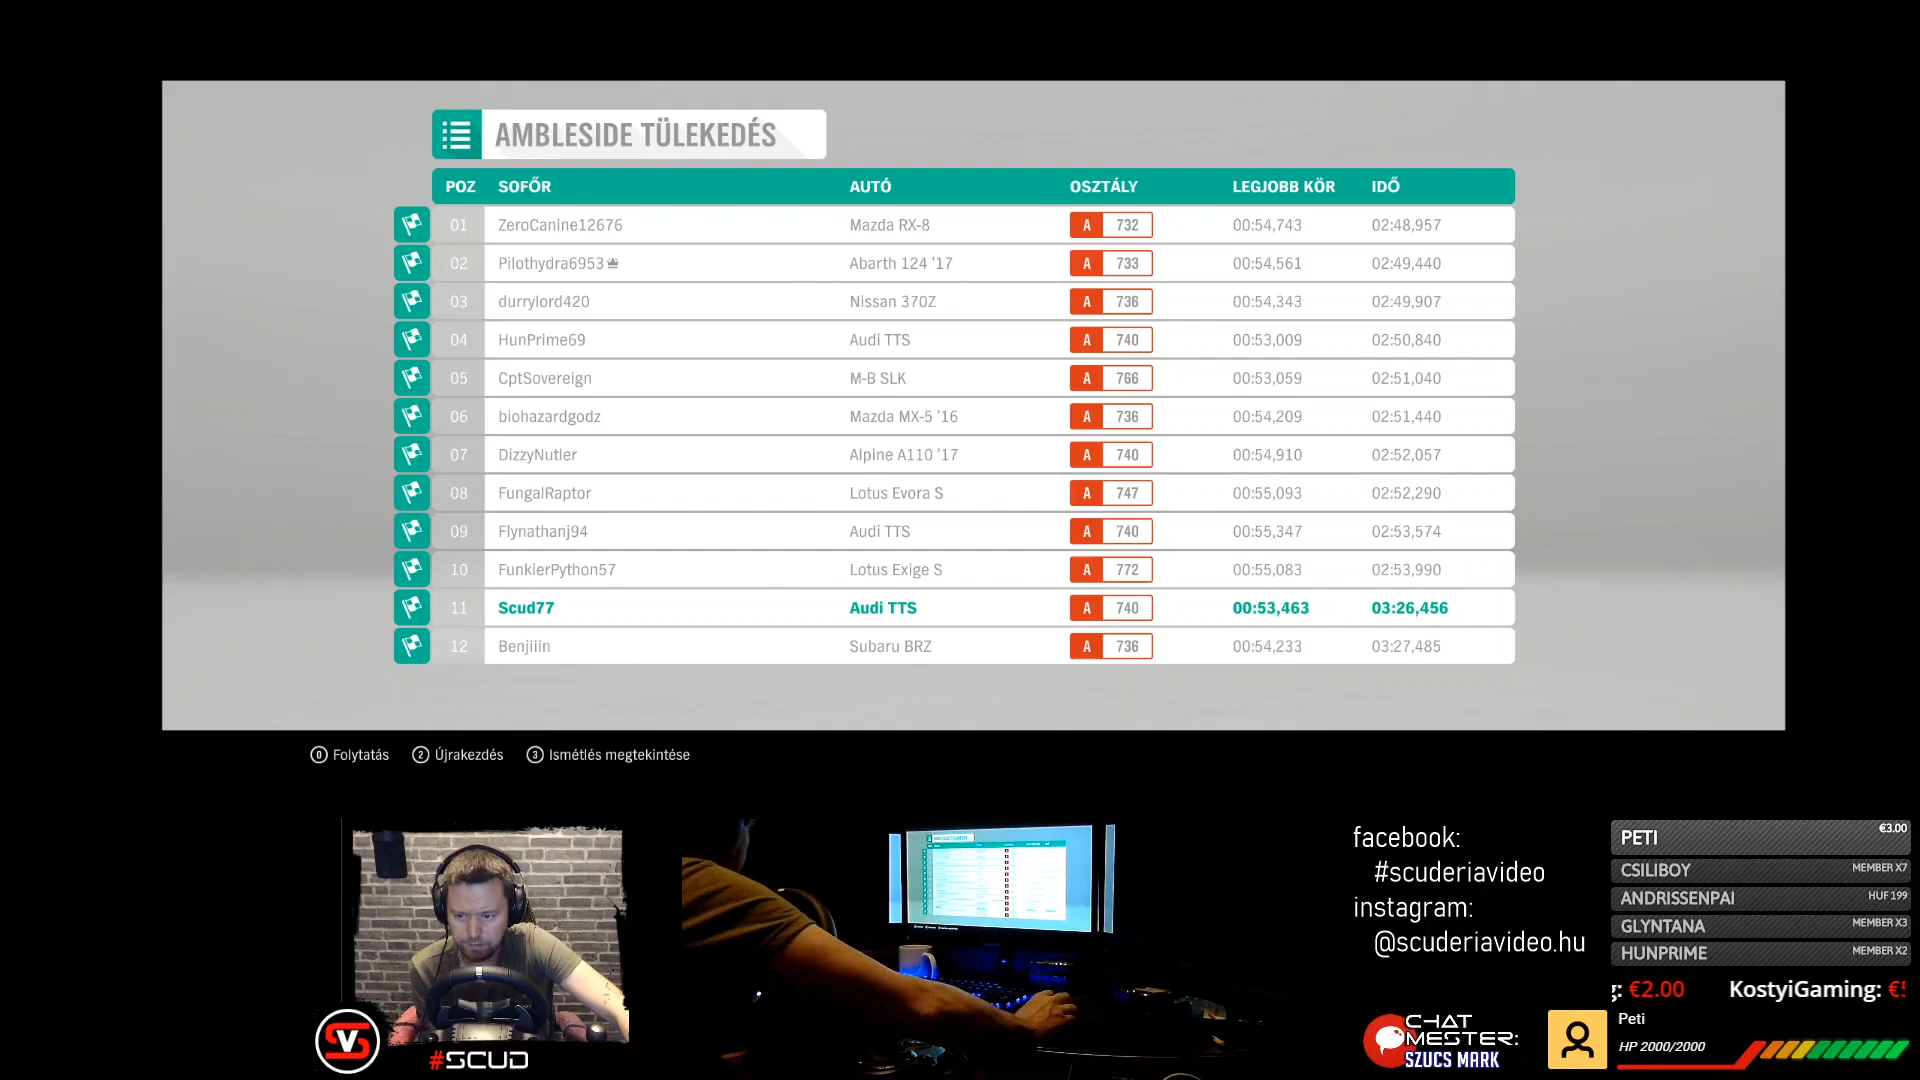 AMBLESIDE TÜLEKEDÉS
POZ SOFŐR AUTÓ OSZTÁLY LEGJOBB KÖR IDŐ
01 ZeroCanine12676 Mazda RX-8 A 732 00:54,743 02:48,957
02 Pilothydra6953 Abarth 124 '17 A 733 00:54,561 02:49,440
03 durrylord420 Nissan 370Z A 736 00:54,343 02:49,907
04 HunPrime69 Audi TTS A 740 00:53,009 02:50,840
05 CptSovereign M-B SLK A 766 00:53,059 02:51,040
06 biohazardgodz Mazda MX-5 '16 A 736 00:54,209 02:51,440
07 DizzyNutler Alpine A110 '17 A 740 00:54,910 02:52,057
08 FungalRaptor Lotus Evora S A 747 00:55,093 02:52,290
09 Flynathanj94 Audi TTS A 740 00:55,347 02:53,574
10 FunkierPython57 Lotus Exige S A 772 00:55,083 02:53,990
11 Scud77 Audi TTS A 740 00:53,463 03:26,456
12 Benjiiin Subaru BRZ A 736 00:54,233 03:27,485
0 Folytatás 2 Újrakezdés 3 Ismétlés megtekintése
facebook:
#scuderiavideo
instagram:
@scuderiavideo.hu
PETI €3.00
CSILIBOY MEMBER X7
ANDRISSENPAI HUF 199
GLYNTANA MEMBER X3
HUNPRIME MEMBER X2
: €2.00 KostyiGaming:
Peti
HP 2000/2000
CHAT
MESTER:
SZUCS MARK
#SCUD